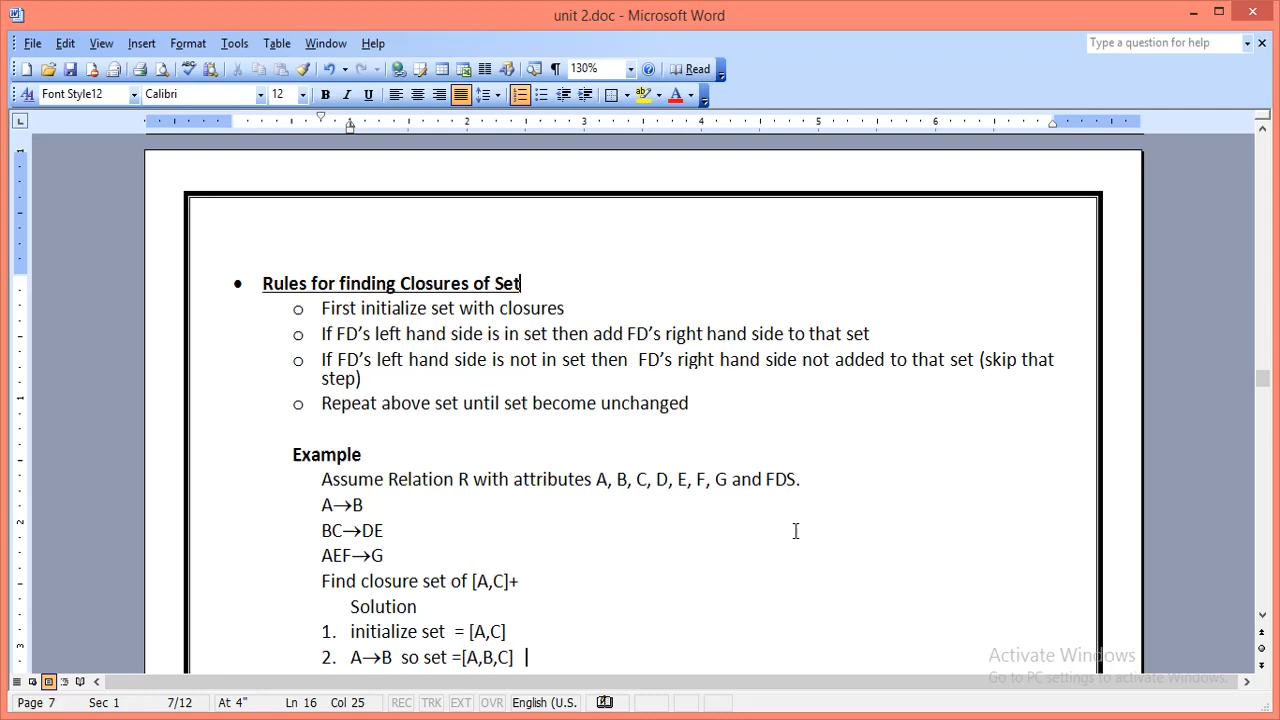 unit 2.doc - Microsoft Word
File Edit View Insert Format Tools Table Window Help Type a question for help
130% Read
Font Style12 Calibri 12 B I U
1 2 3 4 5 6
• Rules for finding Closures of Set
o First initialize set with closures
o If FD's left hand side is in set then add FD's right hand side to that set
o If FD's left hand side is not in set then FD's right hand side not added to that set (skip that
step)
o Repeat above set until set become unchanged
Example
Assume Relation R with attributes A, B, C, D, E, F, G and FDS.
A→B
BC→DE
AEF→G
Find closure set of [A,C]+
Solution
1. initialize set = [A,C]
2. A→B so set =[A,B,C]
Activate Windows
Go to PC settings to activate Windows.
Page 7 Sec 1 7/12 At 4" Ln 16 Col 25 REC TRK EXT OVR English (U.S.